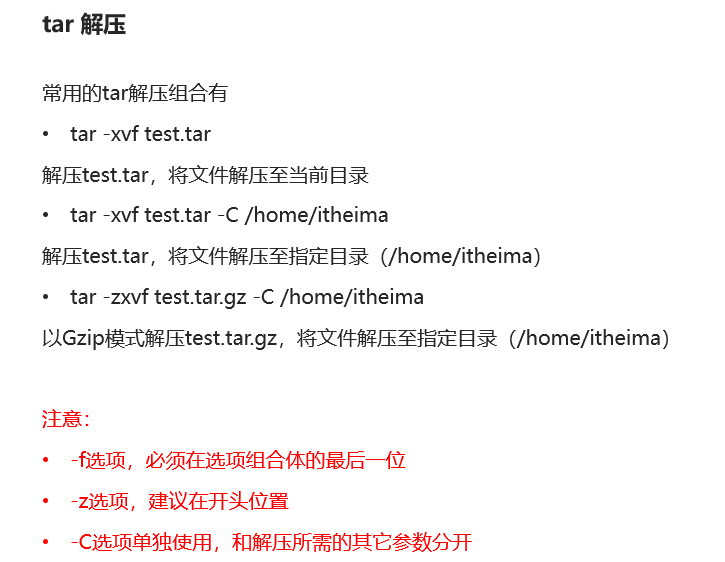 tar 解压
常用的tar解压组合有
• tar -xvf test.tar
解压test.tar，将文件解压至当前目录
• tar -xvf test.tar -C /home/itheima
解压test.tar，将文件解压至指定目录（/home/itheima）
• tar -zxvf test.tar.gz -C /home/itheima
以Gzip模式解压test.tar.gz，将文件解压至指定目录（/home/itheima）
注意：
• -f选项，必须在选项组合体的最后一位
• -z选项，建议在开头位置
• -C选项单独使用，和解压所需的其它参数分开